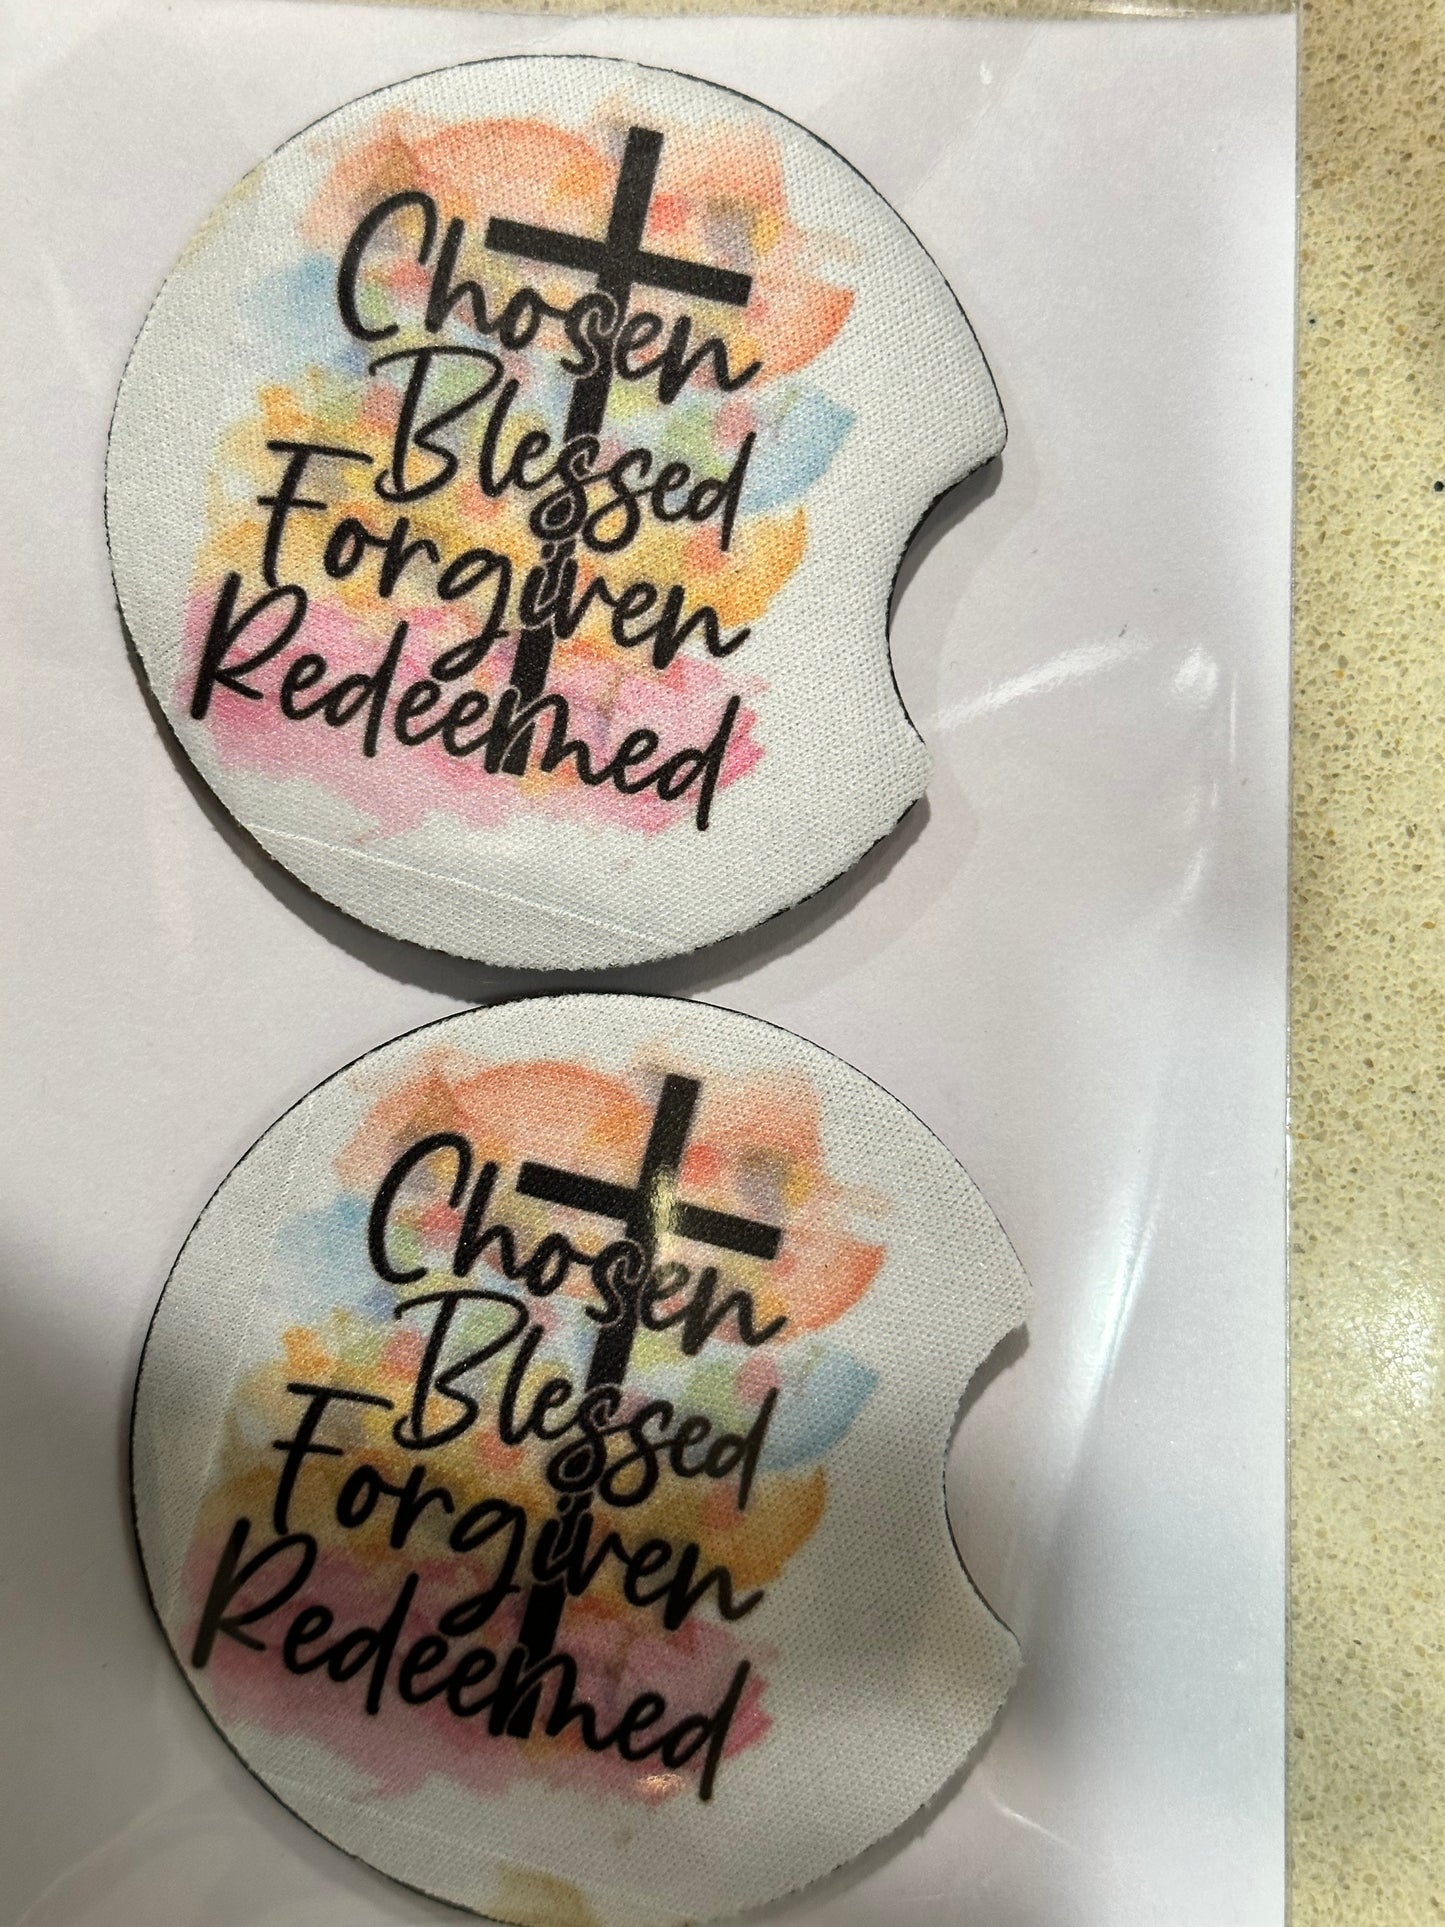 Chosen
Blessed
Forgiven
Redeemed
Chosen
Blessed
Forgiven
Redeemed